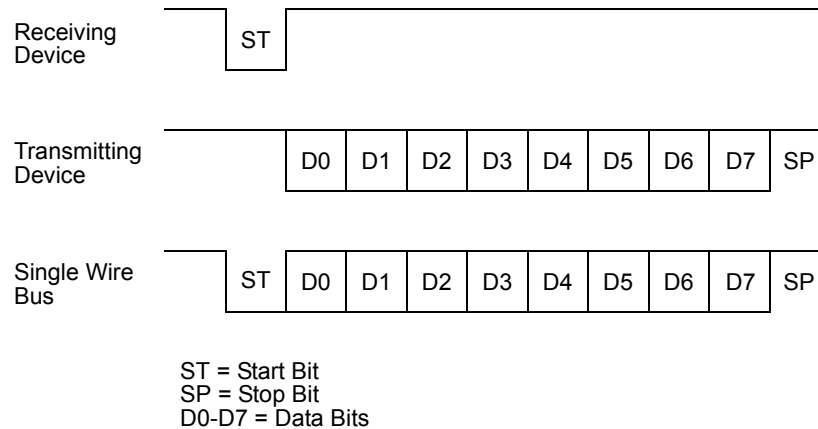 Receiving
Device
ST
Transmitting
Device
D0 D1 D2 D3 D4 D5 D6 D7 SP
Single Wire
Bus
ST D0 D1 D2 D3 D4 D5 D6 D7 SP
ST = Start Bit
SP = Stop Bit
D0-D7 = Data Bits